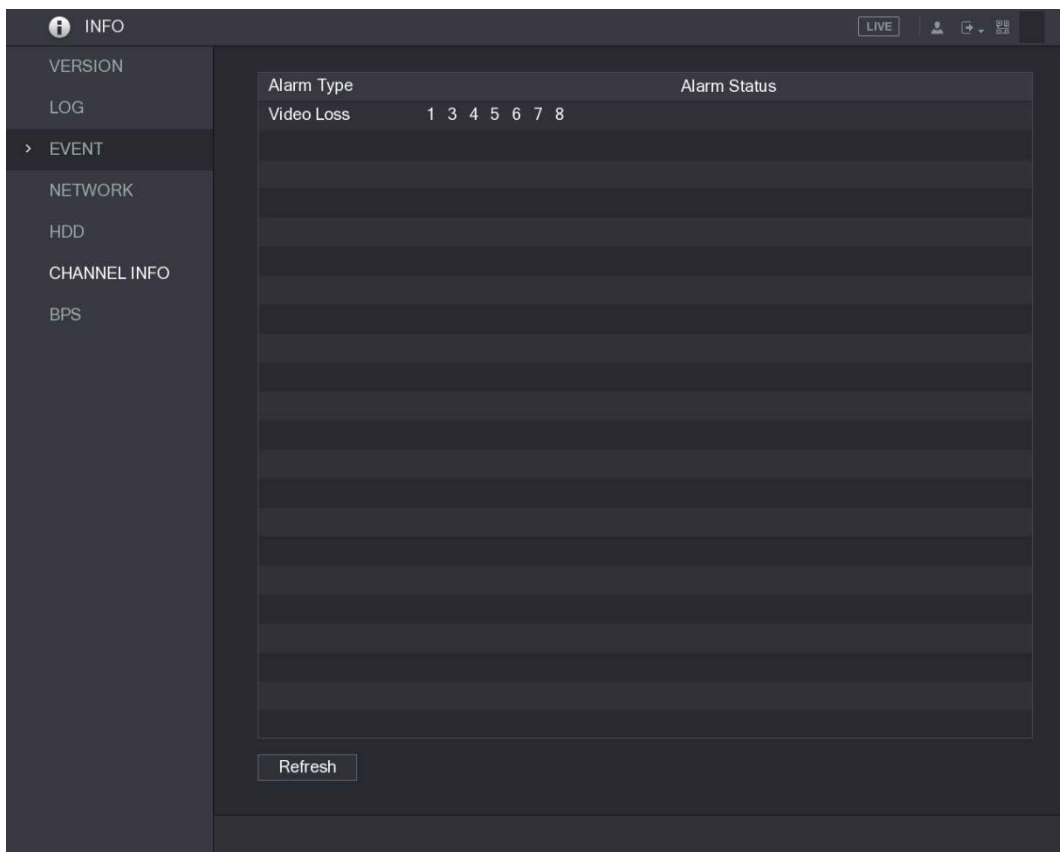 INFO LIVE
VERSION
LOG
EVENT
NETWORK
HDD
CHANNEL INFO
BPS
Alarm Type Alarm Status
Video Loss 1 3 4 5 6 7 8
Refresh